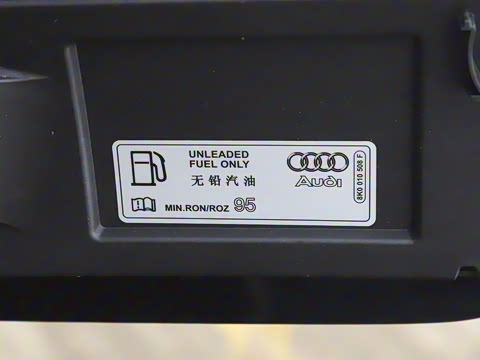 UNLEADED
FUEL ONLY
无铅汽油
MIN.RON/ROZ 95
Audi
8K0 010 508 F